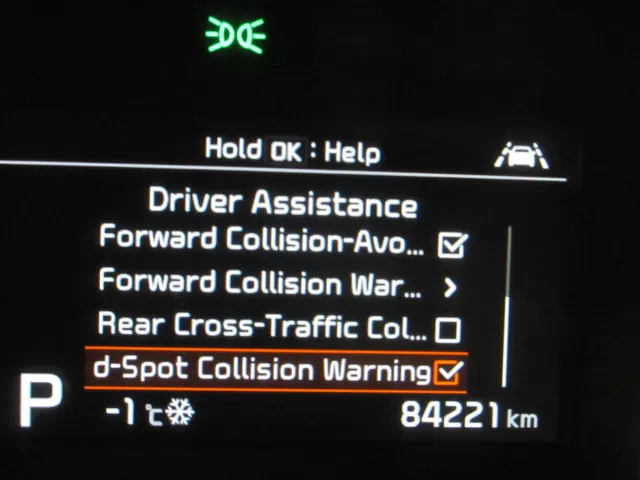 Hold OK : Help
Driver Assistance
Forward Collision-Avo...
Forward Collision War...
Rear Cross-Traffic Col...
d-Spot Collision Warning
P
-1 °C 84221 km